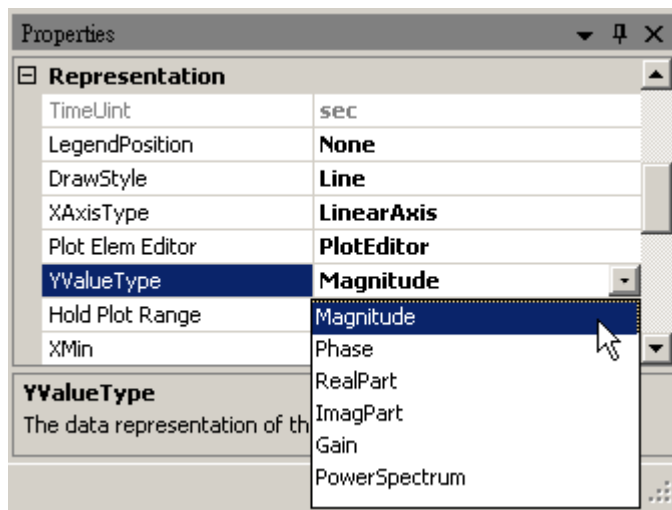 Properties
Representation
TimeUint sec
LegendPosition None
DrawStyle Line
XAxisType LinearAxis
Plot Elem Editor PlotEditor
YValueType Magnitude
Hold Plot Range Magnitude
XMin Phase
RealPart
YValueType ImagPart
The data representation of th Gain
PowerSpectrum